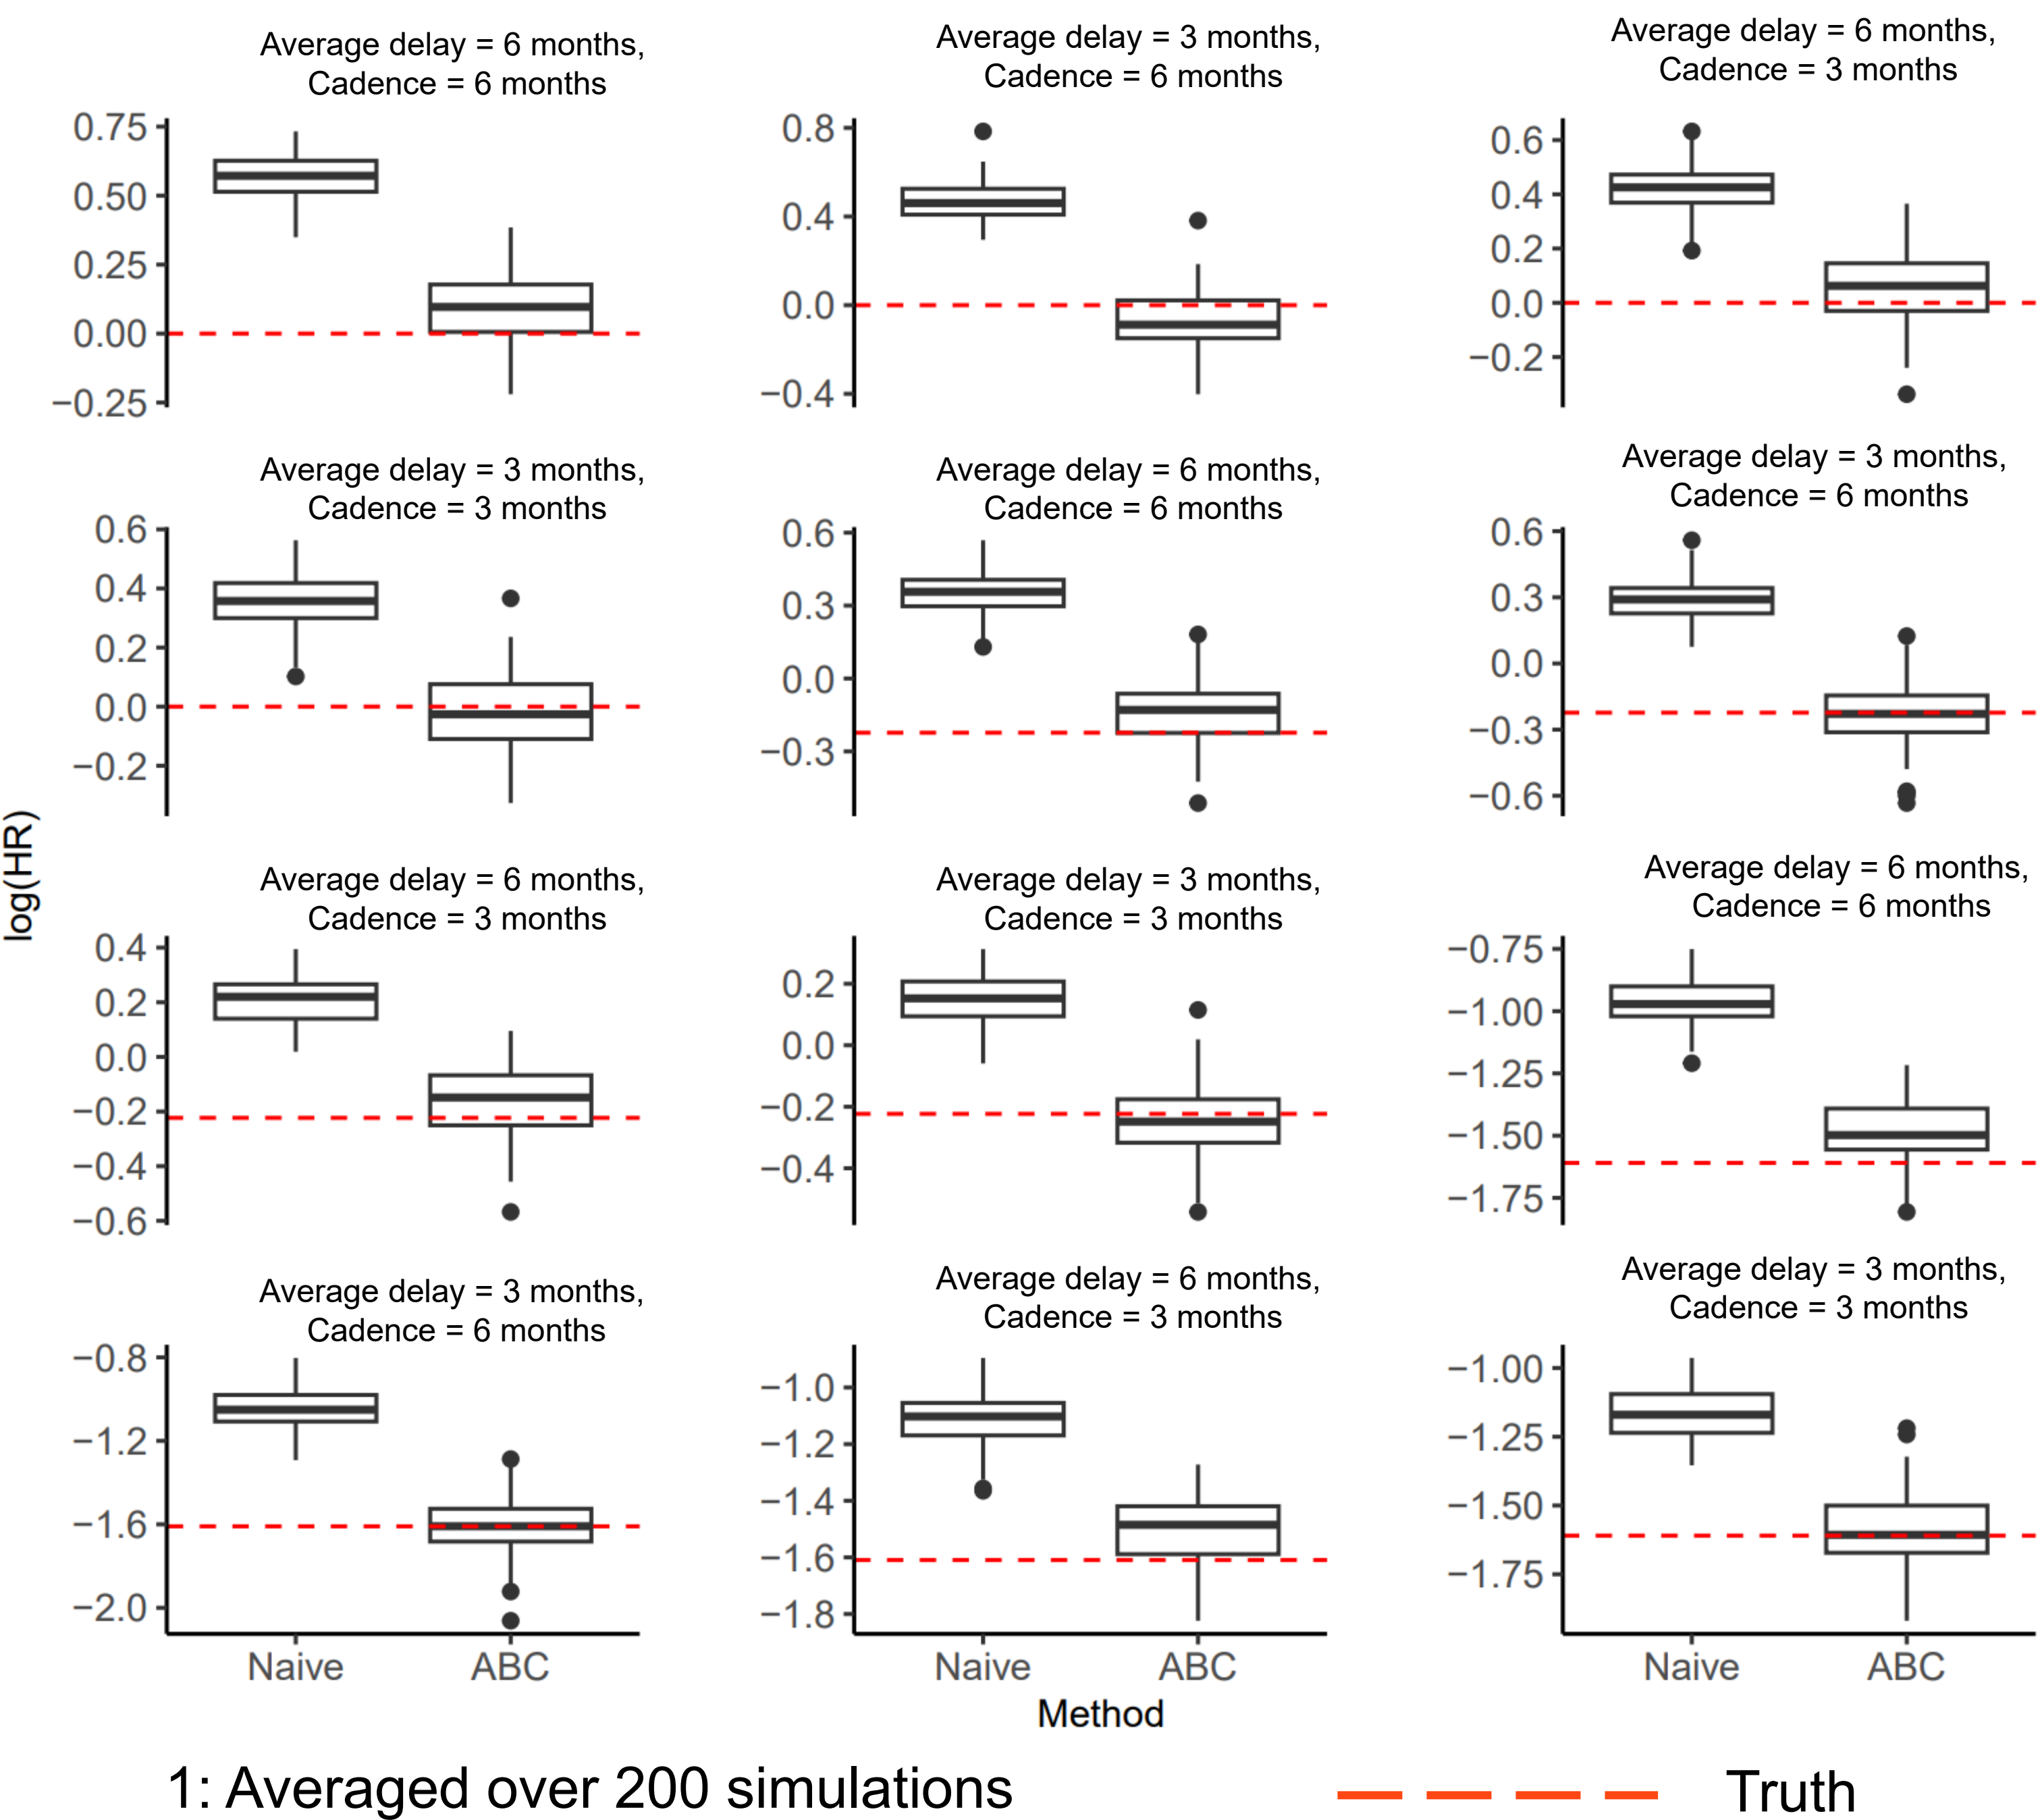 Average delay = 6 months,
Cadence = 6 months
0.75
0.50
0.25
0.00
−0.25
Average delay = 3 months,
Cadence = 6 months
0.8
0.4
0.0
−0.4
Average delay = 6 months,
Cadence = 3 months
0.6
0.4
0.2
0.0
−0.2
Average delay = 3 months,
Cadence = 3 months
0.6
0.4
0.2
0.0
−0.2
Average delay = 6 months,
Cadence = 6 months
0.6
0.3
0.0
−0.3
Average delay = 3 months,
Cadence = 6 months
0.6
0.3
0.0
−0.3
−0.6
log(HR)
Average delay = 6 months,
Cadence = 3 months
0.4
0.2
0.0
−0.2
−0.4
−0.6
Average delay = 3 months,
Cadence = 3 months
0.2
0.0
−0.2
−0.4
Average delay = 6 months,
Cadence = 6 months
−0.75
−1.00
−1.25
−1.50
−1.75
Average delay = 3 months,
Cadence = 6 months
−0.8
−1.2
−1.6
−2.0
Naive ABC
Average delay = 6 months,
Cadence = 3 months
−1.0
−1.2
−1.4
−1.6
−1.8
Naive ABC
Average delay = 3 months,
Cadence = 3 months
−1.00
−1.25
−1.50
−1.75
Naive ABC
Method
1: Averaged over 200 simulations
Truth